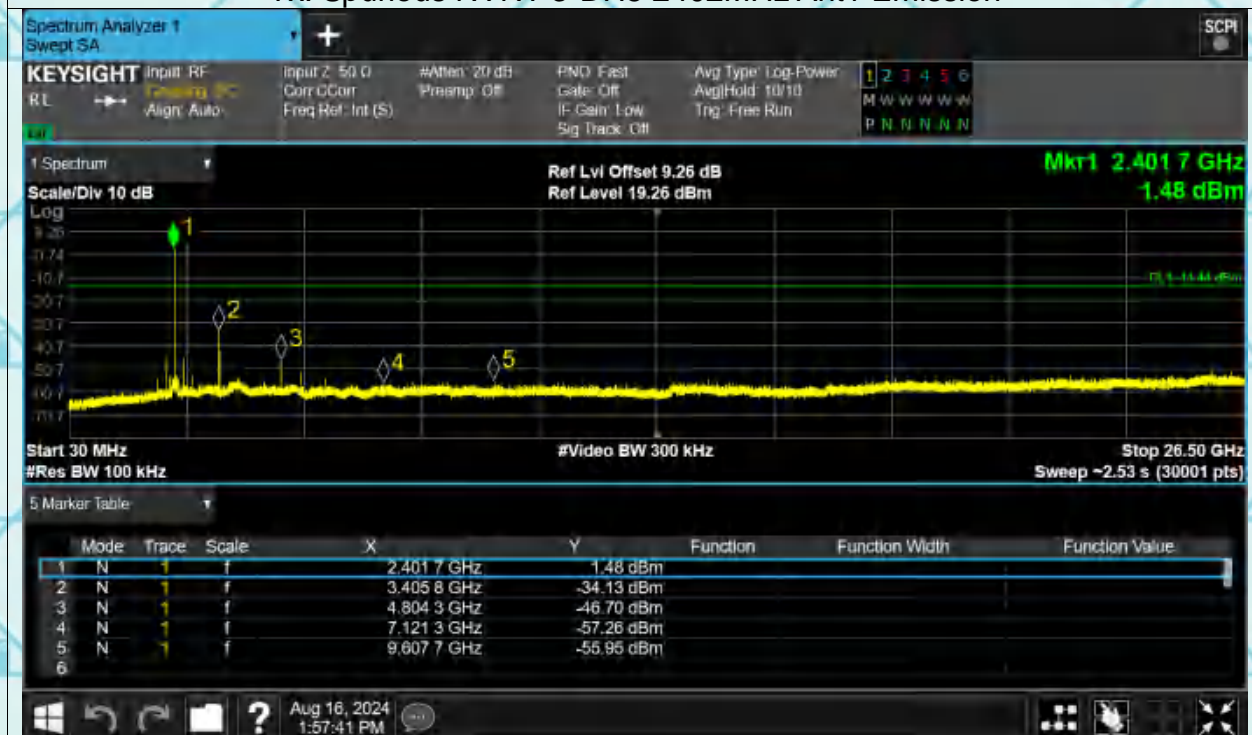 Spectrum Analyzer 1
Swept SA
+
SCPI
KEYSIGHT
RL
Input: RF
Align: Auto
Input Z: 50 Ω
Corr CCorr
Freq Ref: Int (S)
#Atten: 20 dB
Preamp: Off
PNO: Fast
Gate: Off
IF Gain: Low
Sig Track: Off
Avg Type: Log-Power
Avg|Hold: 10/10
Trig: Free Run
1 2 3 4 5 6
M W W W W W
P N N N N N
1 Spectrum
Scale/Div 10 dB
Log
Ref Lvl Offset 9.26 dB
Ref Level 19.26 dBm
Mkr1 2.401 7 GHz
1.48 dBm
9.26
-0.74
-10.7
-20.7
-30.7
-40.7
-50.7
-60.7
-70.7
1
2
3
4
5
Start 30 MHz
#Res BW 100 kHz
#Video BW 300 kHz
Stop 26.50 GHz
Sweep ~2.53 s (30001 pts)
5 Marker Table
Mode Trace Scale X Y Function Function Width Function Value
1 N 1 f 2.401 7 GHz 1.48 dBm
2 N 1 f 3.405 8 GHz -34.13 dBm
3 N 1 f 4.804 3 GHz -46.70 dBm
4 N 1 f 7.121 3 GHz -57.26 dBm
5 N 1 f 9.607 7 GHz -55.95 dBm
6
?
Aug 16, 2024
1:57:41 PM